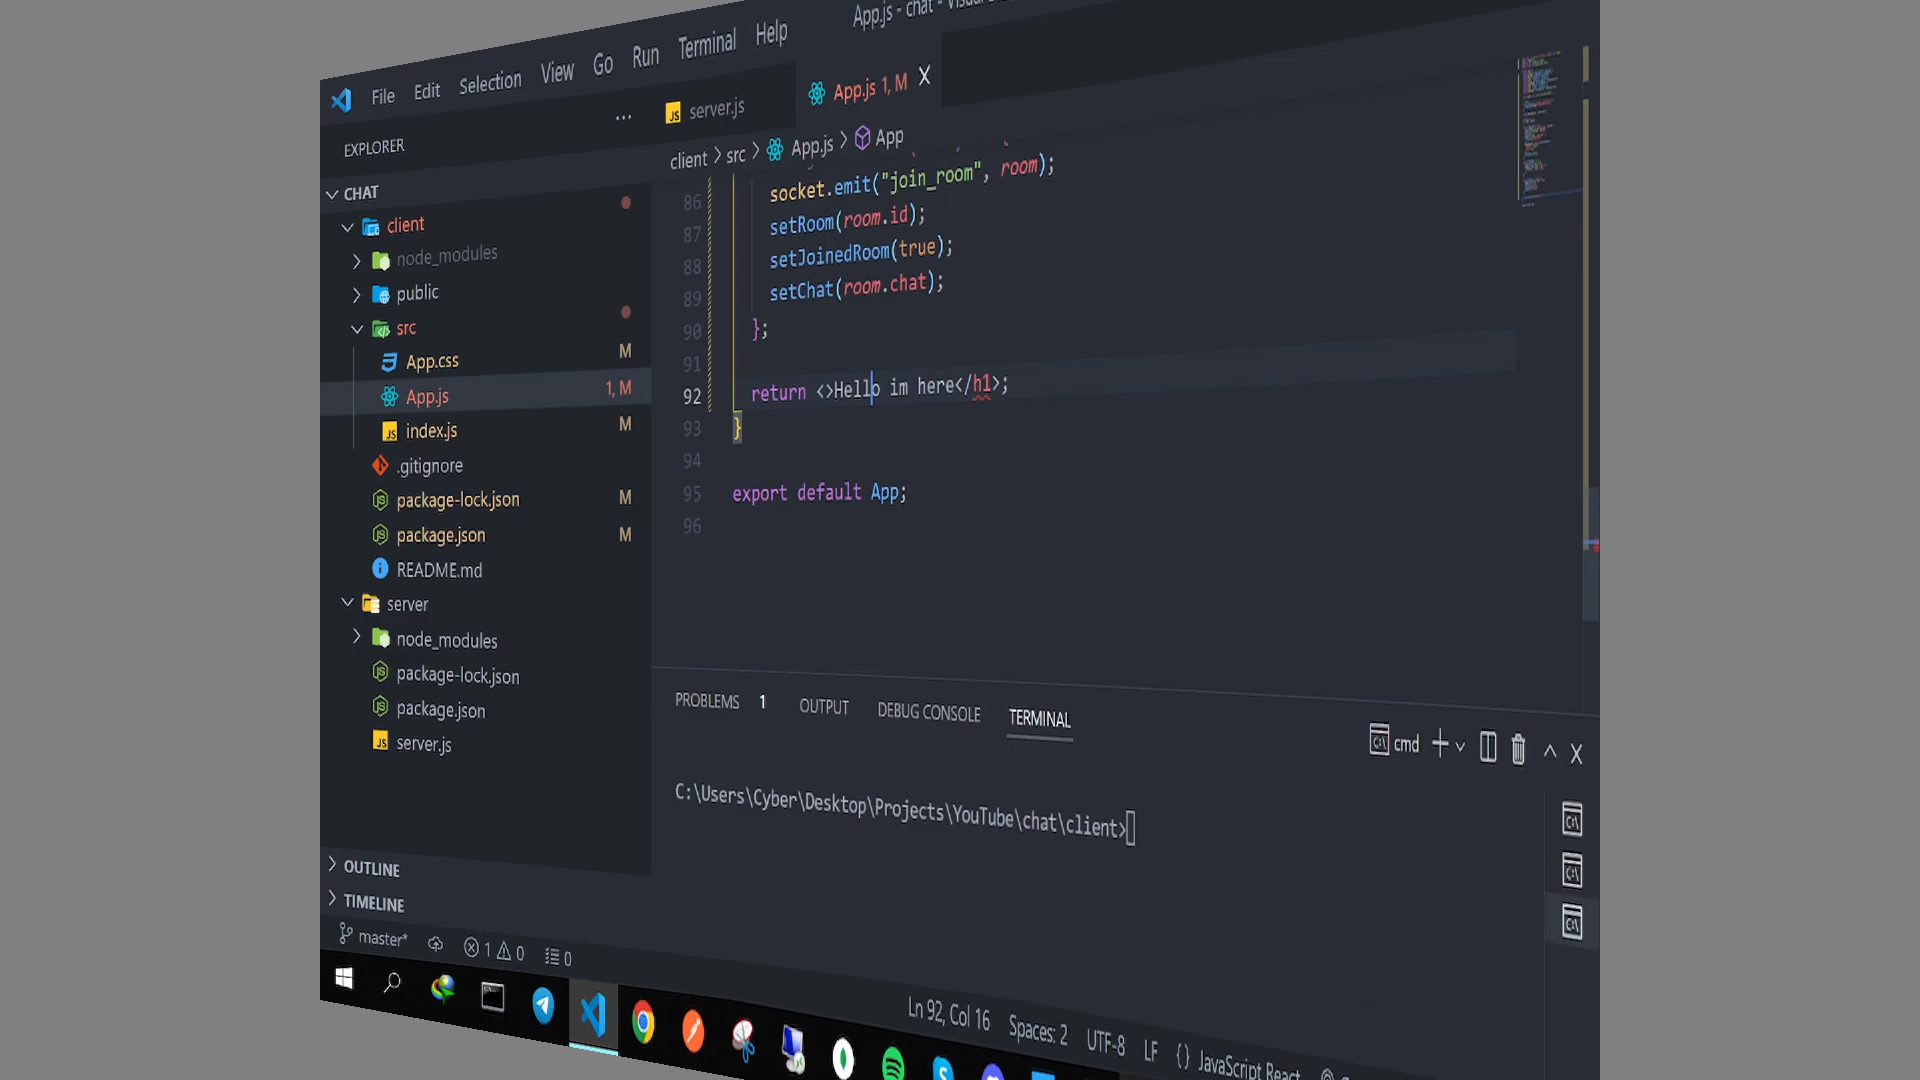 File Edit Selection View Go Run Terminal Help
App.js - chat -
EXPLORER
...
CHAT
client
node_modules
public
src
App.css M
App.js 1, M
index.js M
.gitignore
package-lock.json M
package.json M
README.md
server
node_modules
package-lock.json
package.json
server.js
OUTLINE
TIMELINE
server.js
App.js 1, M
client > src > App.js > App
86 socket.emit("join_room", room);
87 setRoom(room.id);
88 setJoinedRoom(true);
89 setChat(room.chat);
90 };
91
92 return <>Hello im here</h1>;
93 }
94
95 export default App;
96
PROBLEMS 1 OUTPUT DEBUG CONSOLE TERMINAL
cmd
C:\Users\Cyber\Desktop\Projects\YouTube\chat\client>
master* 1 0 0
Ln 92, Col 16 Spaces: 2 UTF-8 LF {} JavaScript React